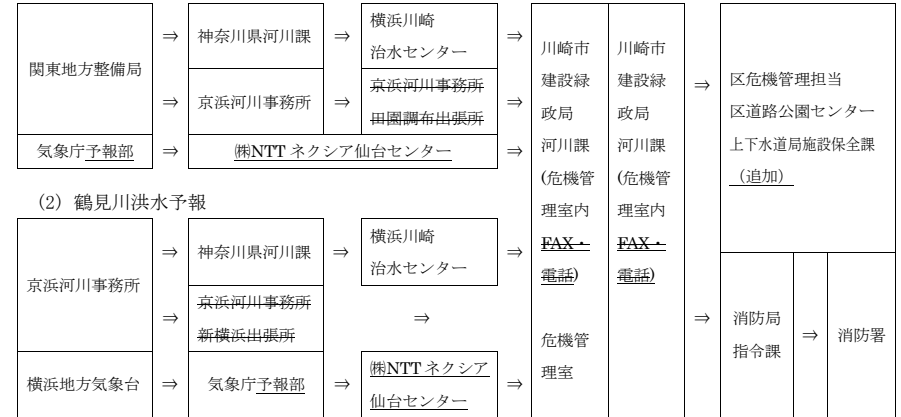 関東地方整備局
⇒
神奈川県河川課
⇒
横浜川崎
治水センター
⇒
⇒
京浜河川事務所
⇒
京浜河川事務所
田園調布出張所
⇒
気象庁予報部
⇒
㈱NTTネクシア仙台センター
⇒
(2) 鶴見川洪水予報
京浜河川事務所
⇒
神奈川県河川課
⇒
横浜川崎
治水センター
⇒
⇒
京浜河川事務所
新横浜出張所
⇒
横浜地方気象台
⇒
気象庁予報部
⇒
㈱NTTネクシア
仙台センター
⇒
川崎市
建設緑
政局
河川課
(危機管
理室内
FAX・
電話)
危機管
理室
川崎市
建設緑
政局
河川課
(危機管
理室内
FAX・
電話)
⇒
区危機管理担当
区道路公園センター
上下水道局施設保全課
（追加）
⇒
消防局
指令課
⇒
消防署